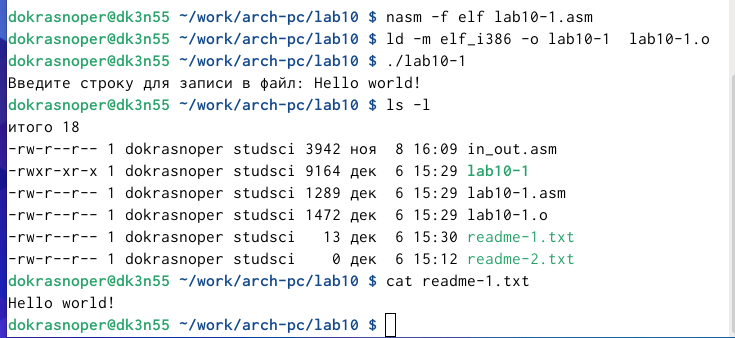 dokrasnoper@dk3n55 ~/work/arch-pc/lab10 $ nasm -f elf lab10-1.asm
dokrasnoper@dk3n55 ~/work/arch-pc/lab10 $ ld -m elf_i386 -o lab10-1  lab10-1.o
dokrasnoper@dk3n55 ~/work/arch-pc/lab10 $ ./lab10-1
Введите строку для записи в файл: Hello world!
dokrasnoper@dk3n55 ~/work/arch-pc/lab10 $ ls -l
итого 18
-rw-r--r-- 1 dokrasnoper studsci 3942 ноя  8 16:09 in_out.asm
-rwxr-xr-x 1 dokrasnoper studsci 9164 дек  6 15:29 lab10-1
-rw-r--r-- 1 dokrasnoper studsci 1289 дек  6 15:29 lab10-1.asm
-rw-r--r-- 1 dokrasnoper studsci 1472 дек  6 15:29 lab10-1.o
-rw-r--r-- 1 dokrasnoper studsci   13 дек  6 15:30 readme-1.txt
-rw-r--r-- 1 dokrasnoper studsci    0 дек  6 15:12 readme-2.txt
dokrasnoper@dk3n55 ~/work/arch-pc/lab10 $ cat readme-1.txt
Hello world!
dokrasnoper@dk3n55 ~/work/arch-pc/lab10 $